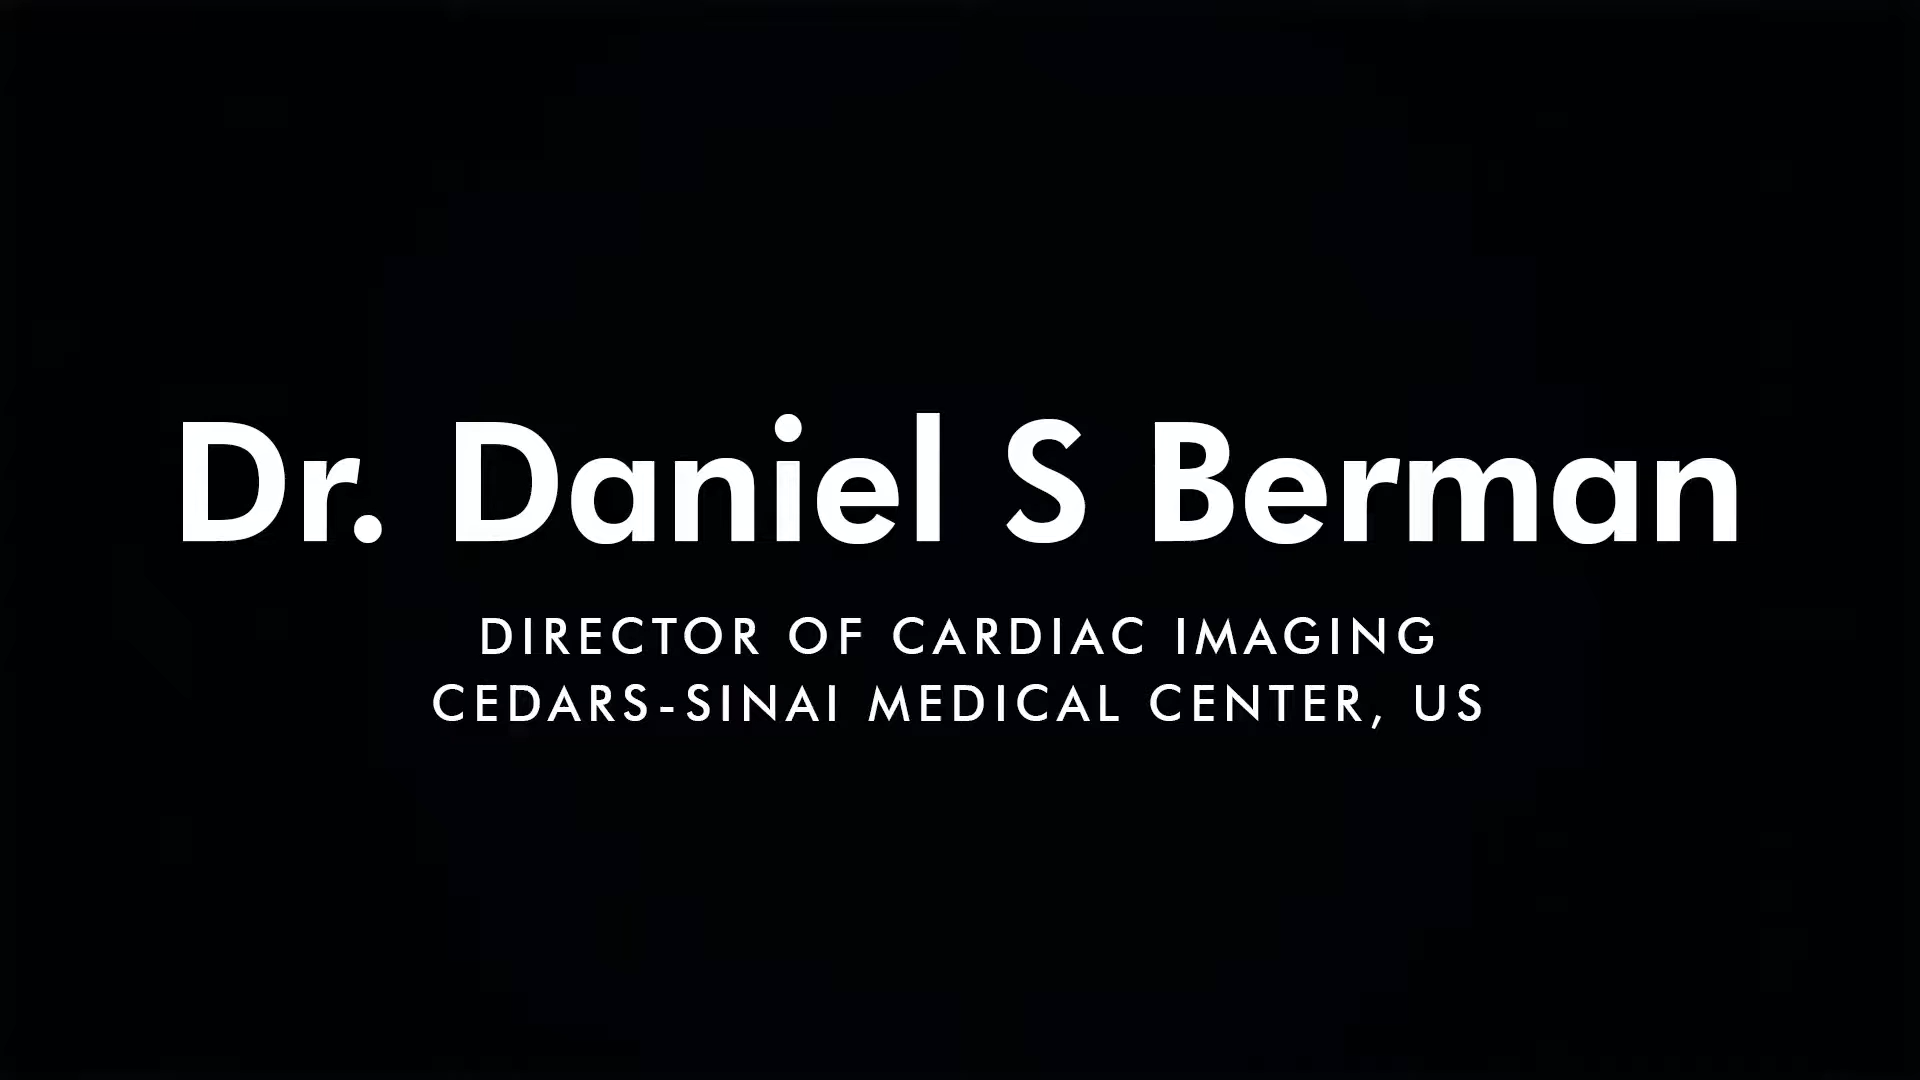 Dr. Daniel S Berman
DIRECTOR OF CARDIAC IMAGING
CEDARS-SINAI MEDICAL CENTER, US